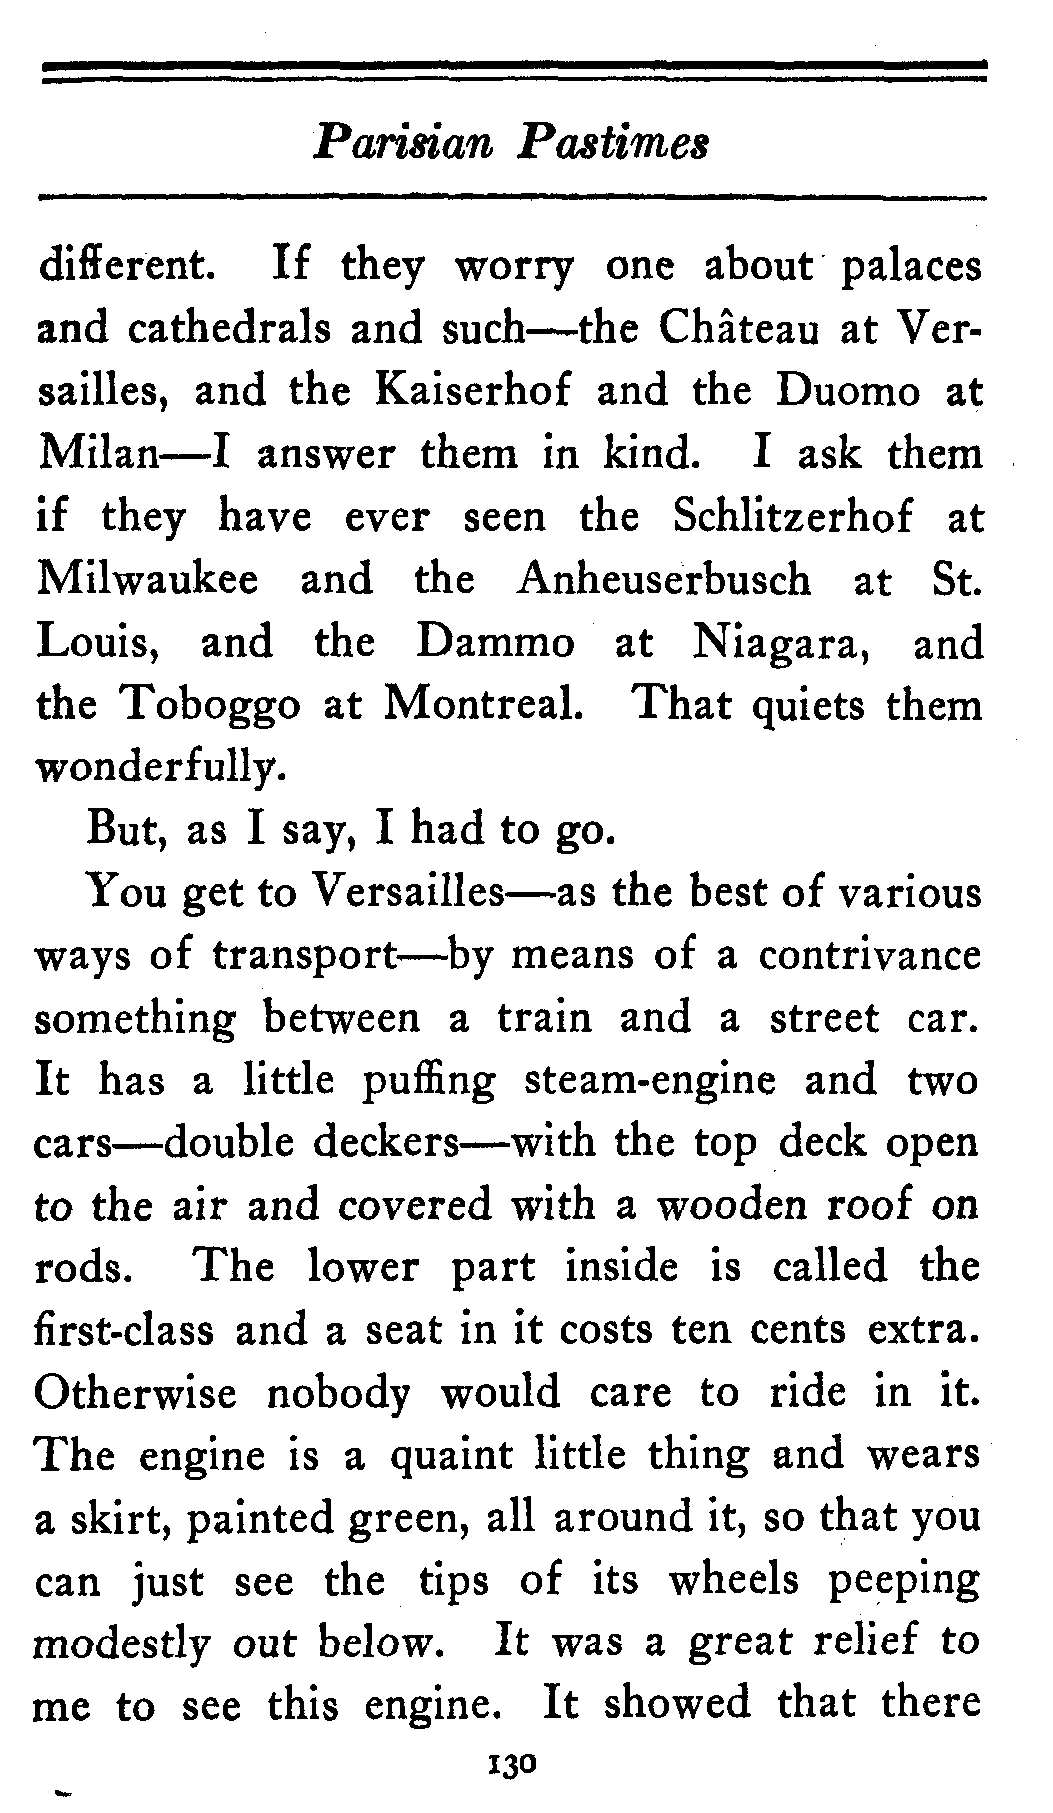 Parisian Pastimes
different. If they worry one about palaces
and cathedrals and such—the Château at Ver-
sailles, and the Kaiserhof and the Duomo at
Milan—I answer them in kind. I ask them
if they have ever seen the Schlitzerhof at
Milwaukee and the Anheuserbusch at St.
Louis, and the Dammo at Niagara, and
the Toboggo at Montreal. That quiets them
wonderfully.
But, as I say, I had to go.
You get to Versailles—as the best of various
ways of transport—by means of a contrivance
something between a train and a street car.
It has a little puffing steam-engine and two
cars—double deckers—with the top deck open
to the air and covered with a wooden roof on
rods. The lower part inside is called the
first-class and a seat in it costs ten cents extra.
Otherwise nobody would care to ride in it.
The engine is a quaint little thing and wears
a skirt, painted green, all around it, so that you
can just see the tips of its wheels peeping
modestly out below. It was a great relief to
me to see this engine. It showed that there
130